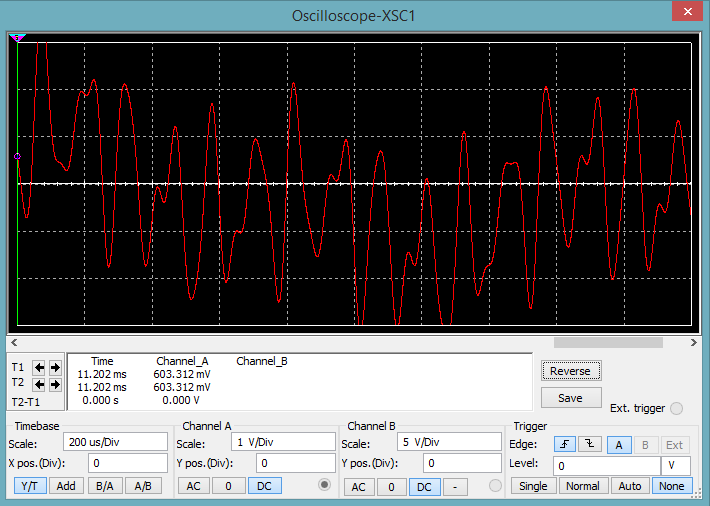 Oscilloscope-XSC1
Time Channel_A Channel_B
T1 11.202 ms 603.312 mV
T2 11.202 ms 603.312 mV
T2-T1 0.000 s 0.000 V
Reverse
Save
Ext. trigger
Timebase
Scale: 200 us/Div
X pos.(Div): 0
Y/T Add B/A A/B
Channel A
Scale: 1 V/Div
Y pos.(Div): 0
AC 0 DC
Channel B
Scale: 5 V/Div
Y pos.(Div): 0
AC 0 DC -
Trigger
Edge: A B Ext
Level: 0 V
Single Normal Auto None